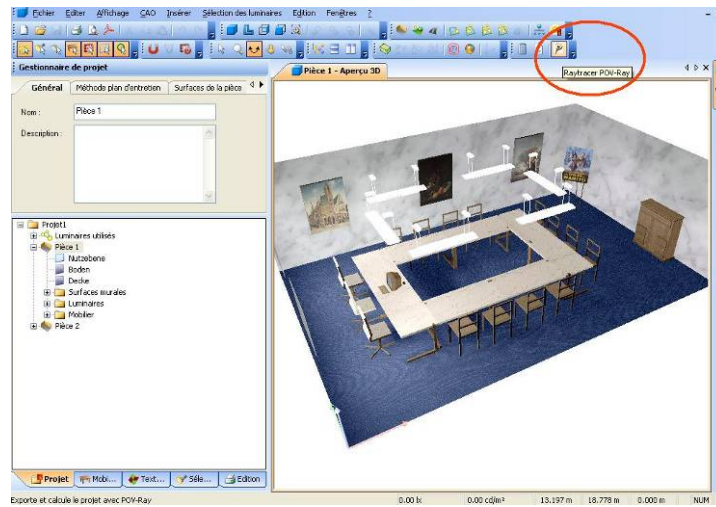 Fichier Editer Affichage CAO Insérer Sélection des luminaires Edition Fenêtres ?
Gestionnaire de projet
Pièce 1 - Aperçu 3D
Raytracer POV-Ray
Général Méthode plan d'entretien Surfaces de la pièce
Nom : Pièce 1
Description :
Projet1
Luminaires utilisés
Pièce 1
Nutzebene
Boden
Decke
Surfaces murales
Luminaires
Mobilier
Pièce 2
Projet Mobi... Text... Séle... Edition
Exporte et calcule le projet avec POV-Ray 0.00 lx 0.00 cd/m² 13.197 m 18.778 m 0.000 m NUM